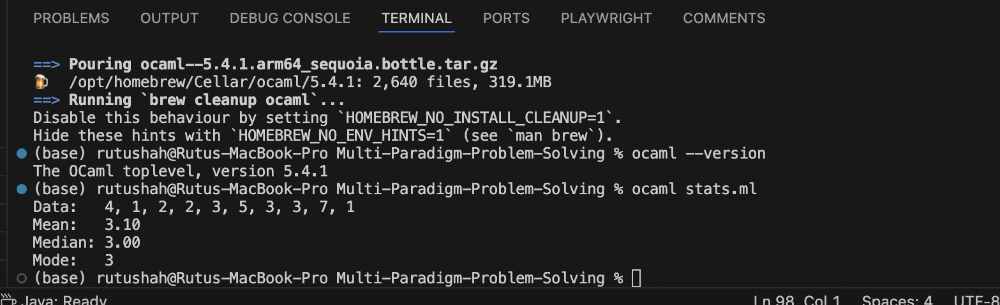 PROBLEMS OUTPUT DEBUG CONSOLE TERMINAL PORTS PLAYWRIGHT COMMENTS
==> Pouring ocaml--5.4.1.arm64_sequoia.bottle.tar.gz
🍺 /opt/homebrew/Cellar/ocaml/5.4.1: 2,640 files, 319.1MB
==> Running `brew cleanup ocaml`...
Disable this behaviour by setting `HOMEBREW_NO_INSTALL_CLEANUP=1`.
Hide these hints with `HOMEBREW_NO_ENV_HINTS=1` (see `man brew`).
(base) rutushah@Rutus-MacBook-Pro Multi-Paradigm-Problem-Solving % ocaml --version
The OCaml toplevel, version 5.4.1
(base) rutushah@Rutus-MacBook-Pro Multi-Paradigm-Problem-Solving % ocaml stats.ml
Data:   4, 1, 2, 2, 3, 5, 3, 3, 7, 1
Mean:   3.10
Median: 3.00
Mode:   3
(base) rutushah@Rutus-MacBook-Pro Multi-Paradigm-Problem-Solving %
Java: Ready Ln 98, Col 1 Spaces: 4 UTF-8